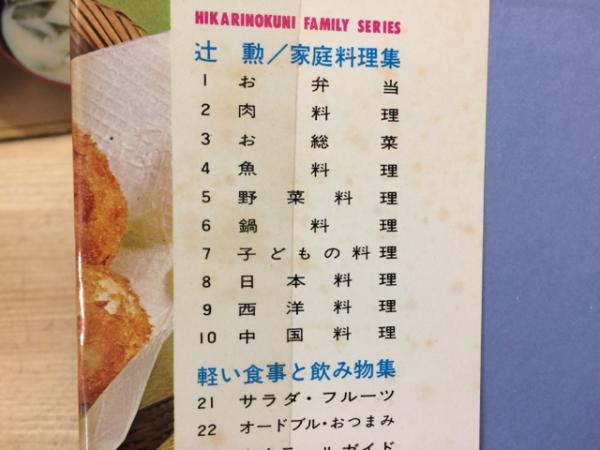 HIKARINOKUNI FAMILY SERIES
辻 勲／家庭料理集
1 お弁当
2 肉料理
3 お総菜
4 魚料理
5 野菜料理
6 鍋料理
7 子どもの料理
8 日本料理
9 西洋料理
10 中国料理
軽い食事と飲み物集
21 サラダ・フルーツ
22 オードブル・おつまみ
ガイド